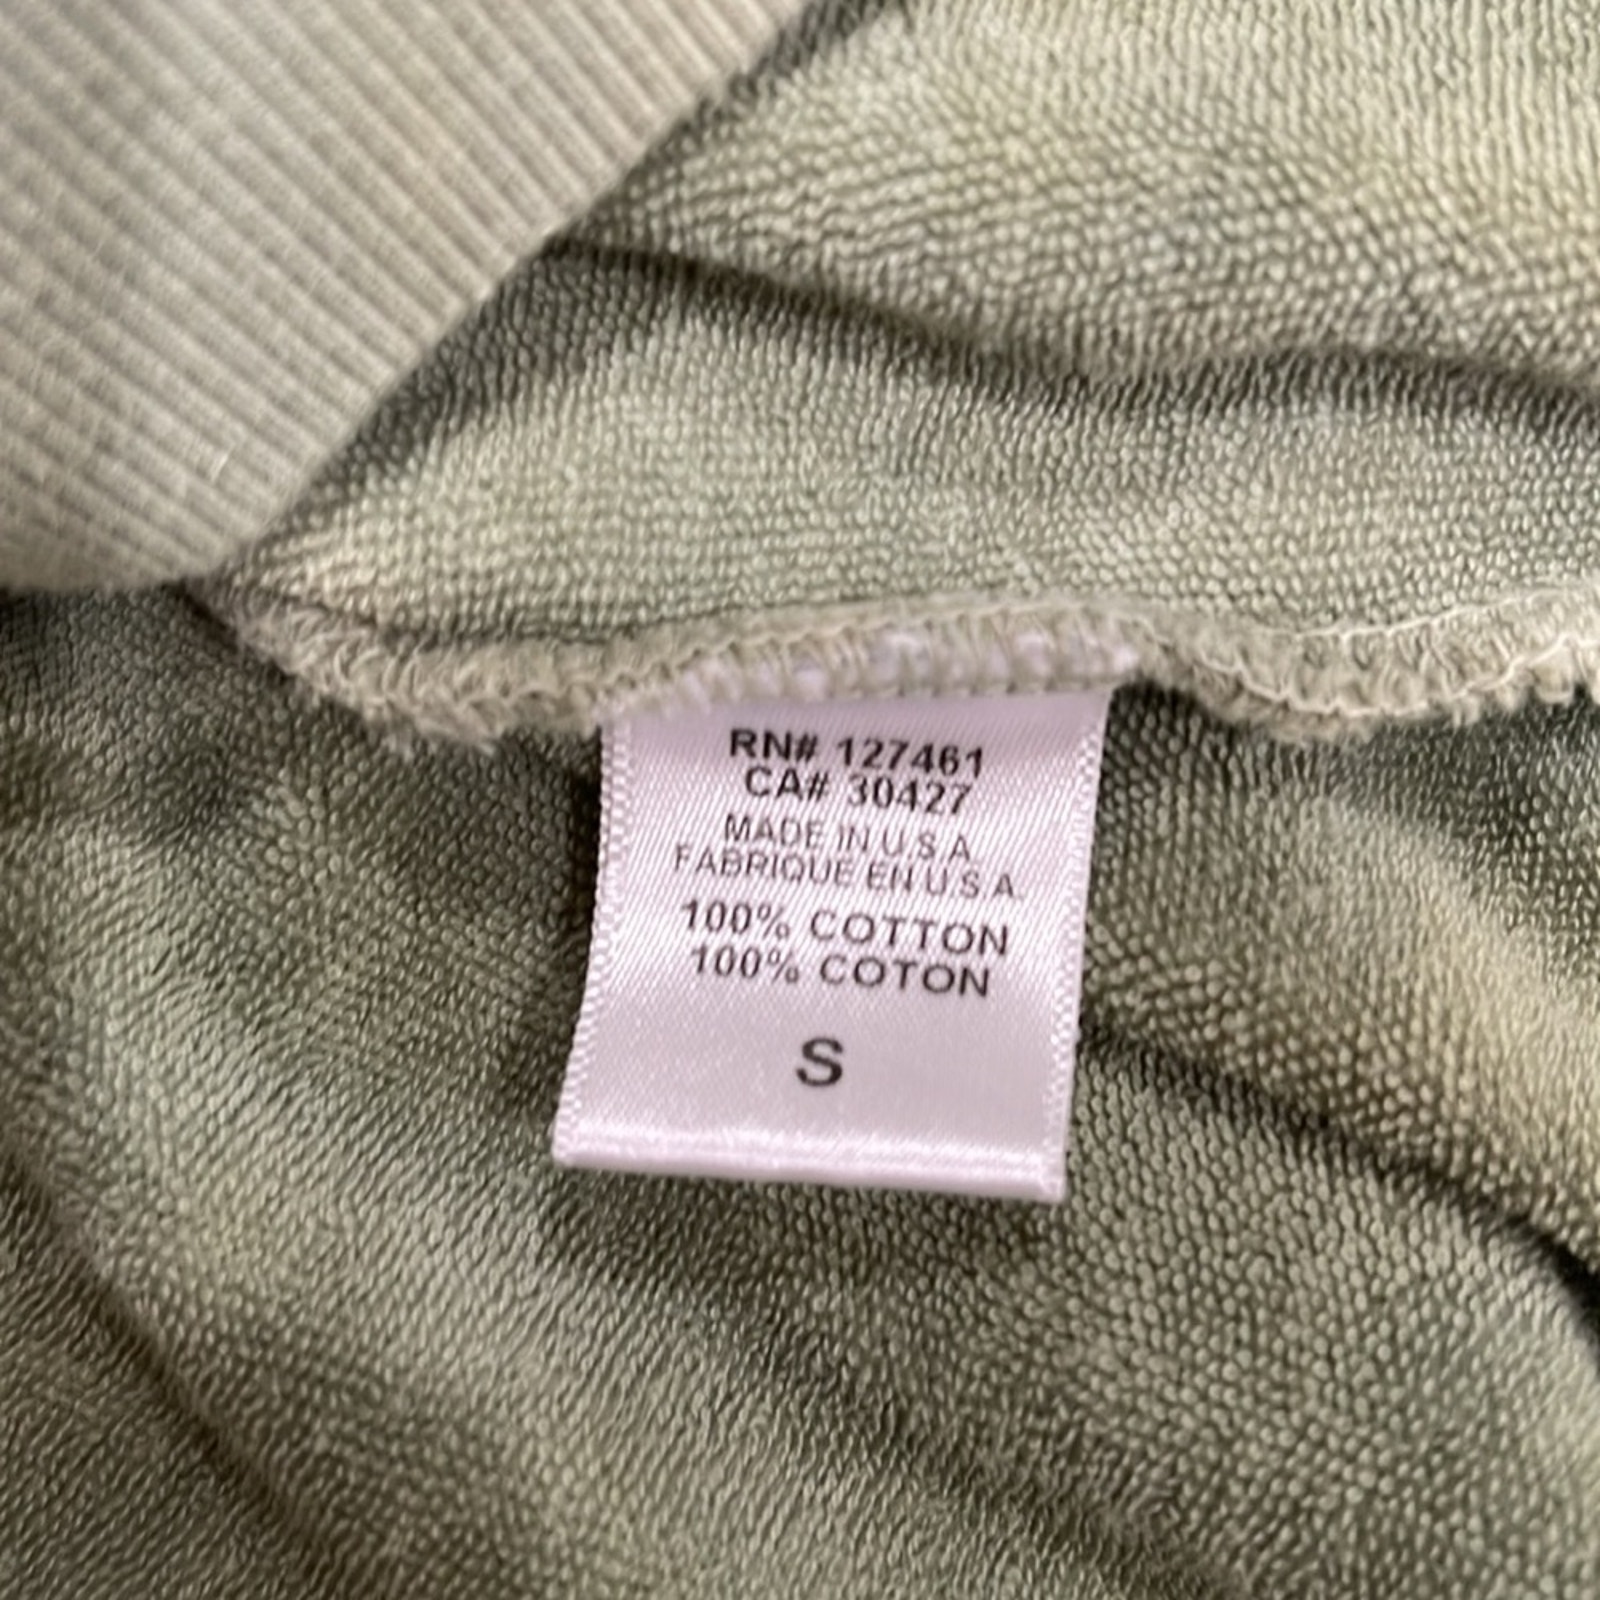 RN# 127461
CA# 30427
MADE IN U.S.A
FABRIQUE EN U.S.A.
100% COTTON
100% COTON
S